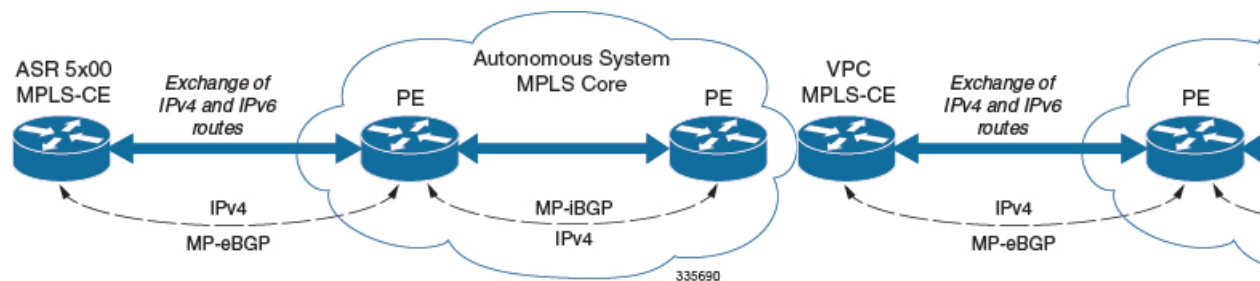 ASR 5x00
MPLS-CE
Exchange of
IPv4 and IPv6
routes
PE
Autonomous System
MPLS Core
PE
IPv4
MP-eBGP
MP-iBGP
IPv4
335690
VPC
MPLS-CE
Exchange of
IPv4 and IPv6
routes
PE
IPv4
MP-eBGP